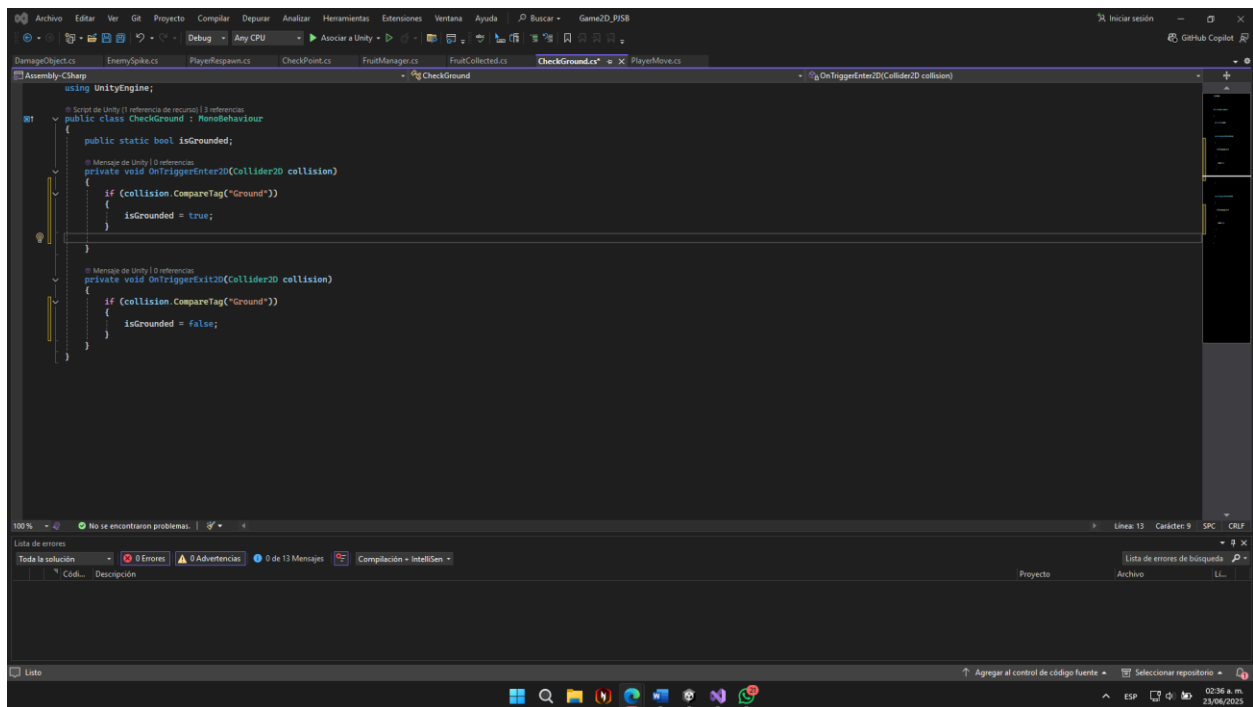 Archivo Editar Ver Git Proyecto Compilar Depurar Analizar Herramientas Extensiones Ventana Ayuda Buscar Game2D_PJSB Iniciar sesión
Debug Any CPU Asociar a Unity GitHub Copilot
DamageObject.cs EnemySpike.cs PlayerRespawn.cs CheckPoint.cs FruitManager.cs FruitCollected.cs CheckGround.cs* PlayerMove.cs
Assembly-CSharp CheckGround OnTriggerEnter2D(Collider2D collision)
using UnityEngine;
Script de Unity (1 referencia de recurso) | 3 referencias
public class CheckGround : MonoBehaviour
{
public static bool isGrounded;
Mensaje de Unity | 0 referencias
private void OnTriggerEnter2D(Collider2D collision)
{
if (collision.CompareTag("Ground"))
{
isGrounded = true;
}
}
Mensaje de Unity | 0 referencias
private void OnTriggerExit2D(Collider2D collision)
{
if (collision.CompareTag("Ground"))
{
isGrounded = false;
}
}
}
100 % No se encontraron problemas. Línea: 13 Carácter: 9 SPC CRLF
Lista de errores
Toda la solución 0 Errores 0 Advertencias 0 de 13 Mensajes Compilación + IntelliSen Lista de errores de búsqueda
Códi... Descripción Proyecto Archivo Lí...
Listo Agregar al control de código fuente Seleccionar repositorio
ESP 02:36 a. m.
23/06/2025